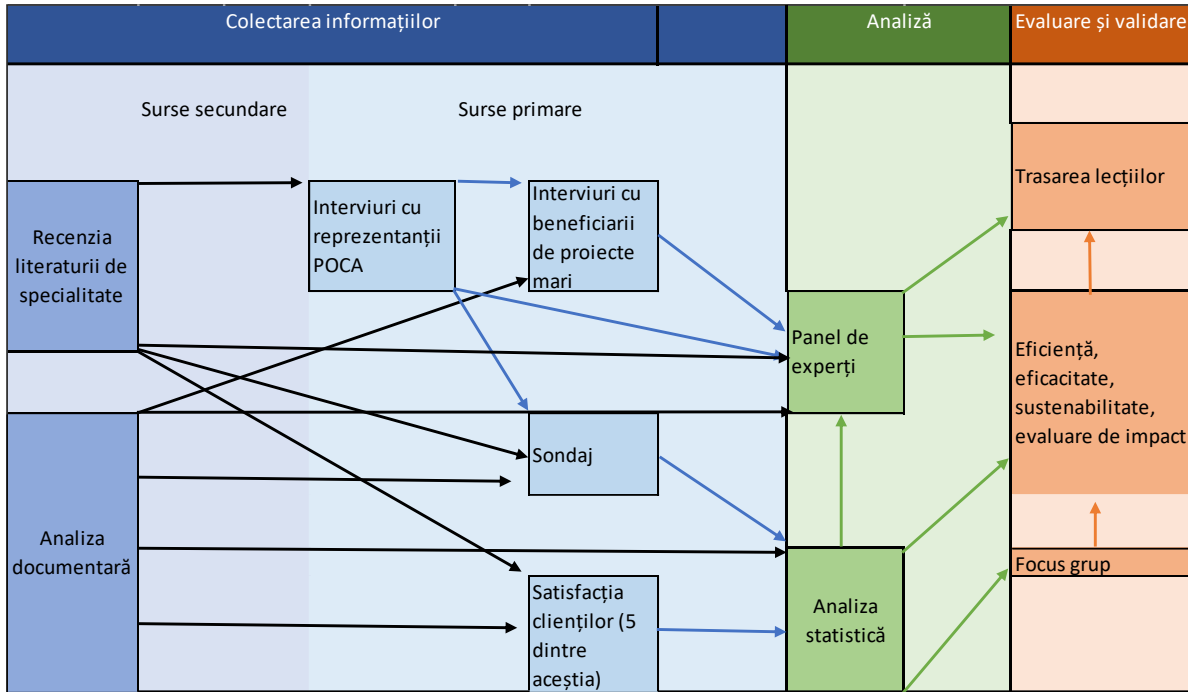 Colectarea informațiilor
Analiză
Evaluare și validare
Surse secundare
Surse primare
Recenzia
literaturii de
specialitate
Interviuri cu
reprezentanții
POCA
Interviuri cu
beneficiarii
de proiecte
mari
Trasarea lecțiilor
Panel de
experți
Eficiență,
eficacitate,
sustenabilitate,
evaluare de impact
Analiza
documentară
Sondaj
Satisfacția
clienților (5
dintre
aceștia)
Analiza
statistică
Focus grup